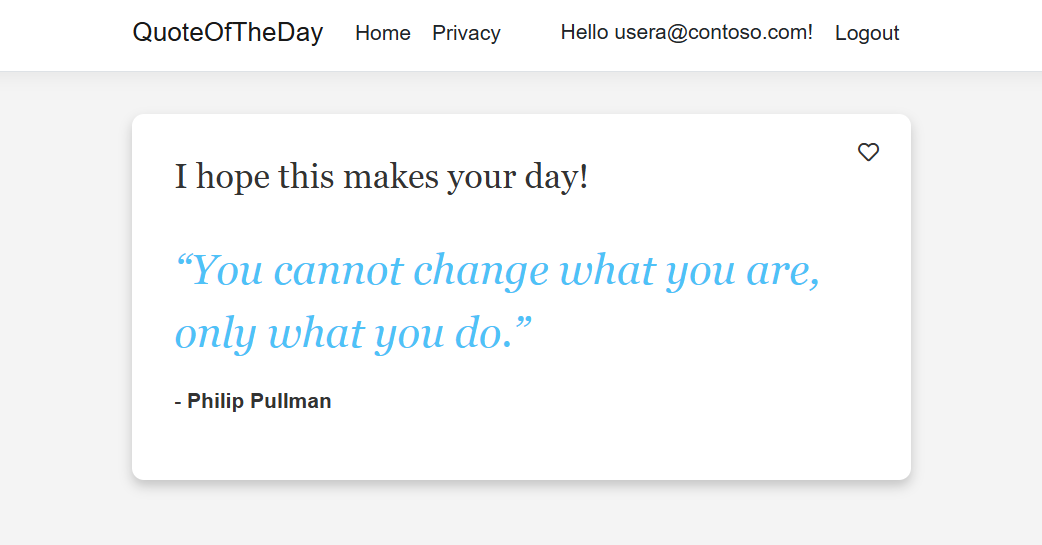 QuoteOfTheDay Home Privacy Hello usera@contoso.com! Logout
I hope this makes your day!
“You cannot change what you are,
only what you do.”
- Philip Pullman